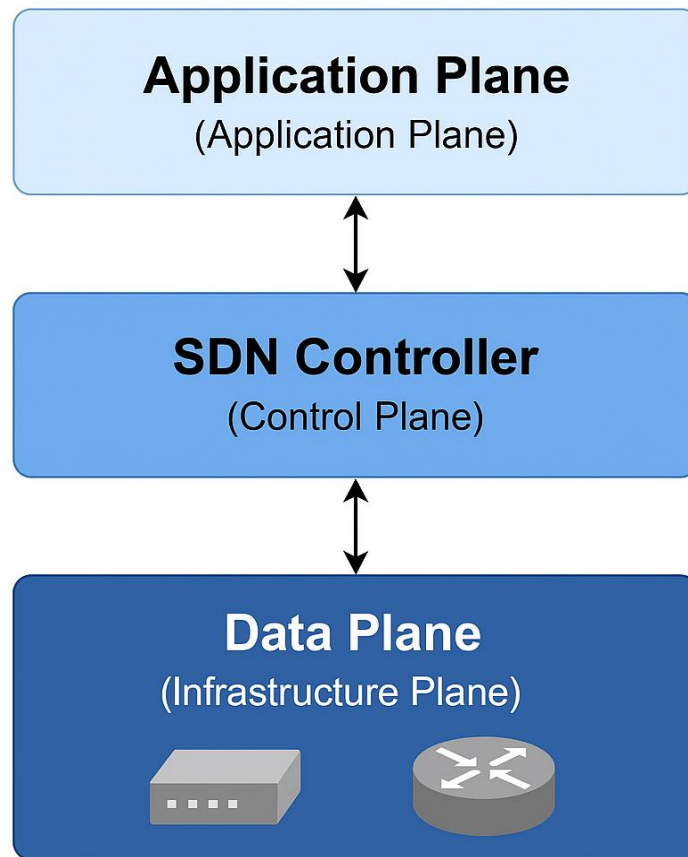 Application Plane
(Application Plane)
SDN Controller
(Control Plane)
Data Plane
(Infrastructure Plane)